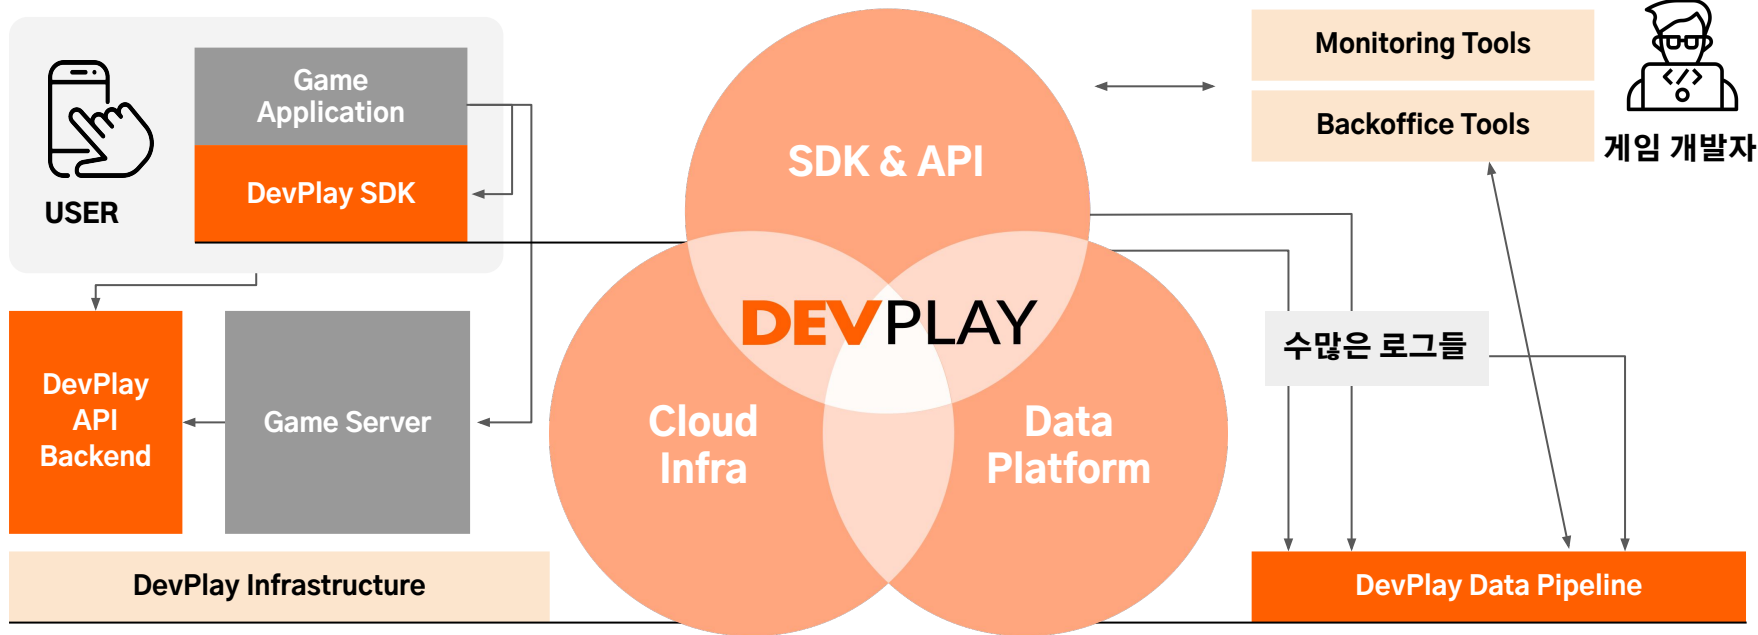 Game
Application
DevPlay SDK
USER
DevPlay
API
Backend
Game Server
DevPlay Infrastructure
SDK & API
DEVPLAY
Cloud
Infra
Data
Platform
Monitoring Tools
Backoffice Tools
게임 개발자
수많은 로그들
DevPlay Data Pipeline